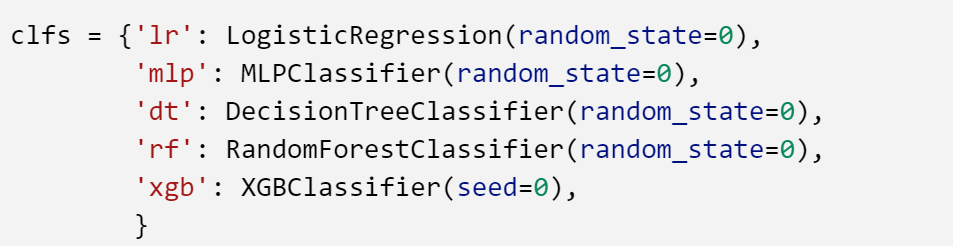 clfs = {'lr': LogisticRegression(random_state=0),
'mlp': MLPClassifier(random_state=0),
'dt': DecisionTreeClassifier(random_state=0),
'rf': RandomForestClassifier(random_state=0),
'xgb': XGBClassifier(seed=0),
}